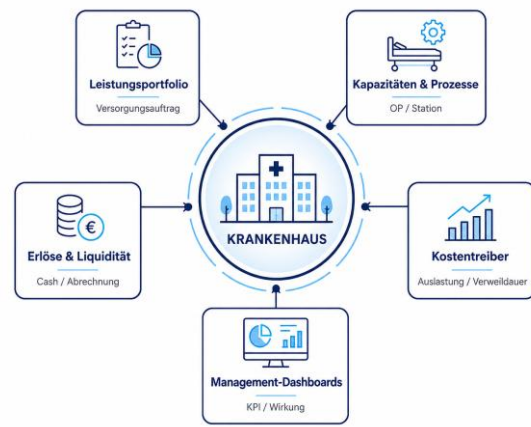 Leistungsportfolio
Versorgungsauftrag
Kapazitäten & Prozesse
OP / Station
KRANKENHAUS
Erlöse & Liquidität
Cash / Abrechnung
Kostentreiber
Auslastung / Verweildauer
Management-Dashboards
KPI / Wirkung